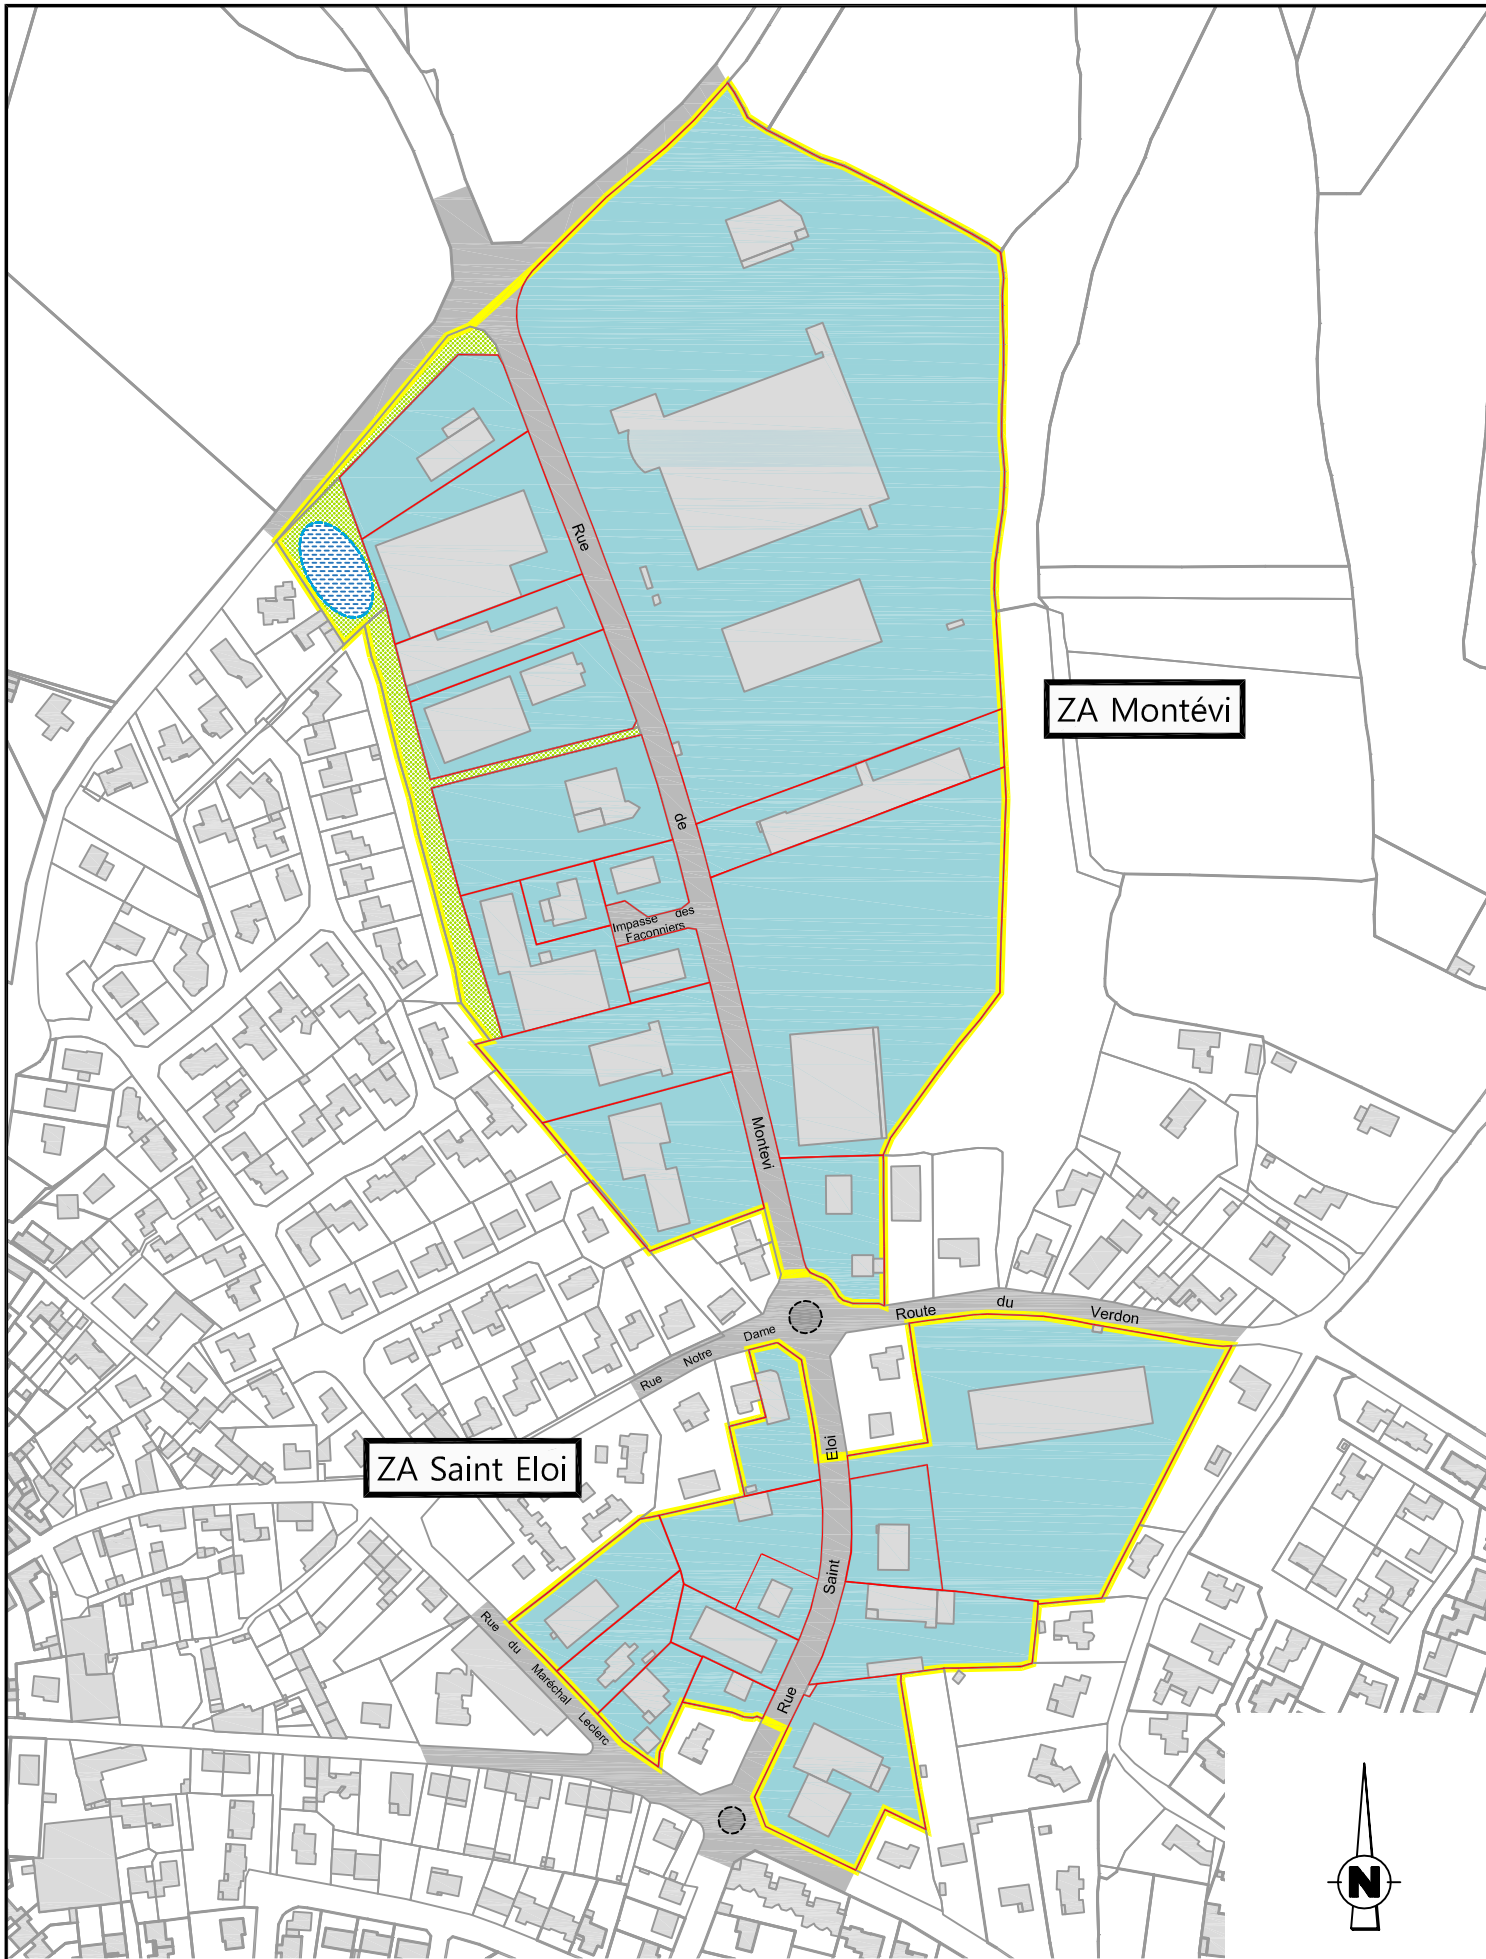 Rue
ZA Montévi
de
Impasse des
Façonniers
Montevi
Route du Verdon
Rue Notre Dame
Eloi
ZA Saint Eloi
Saint
Rue
Rue du Maréchal Leclerc
N